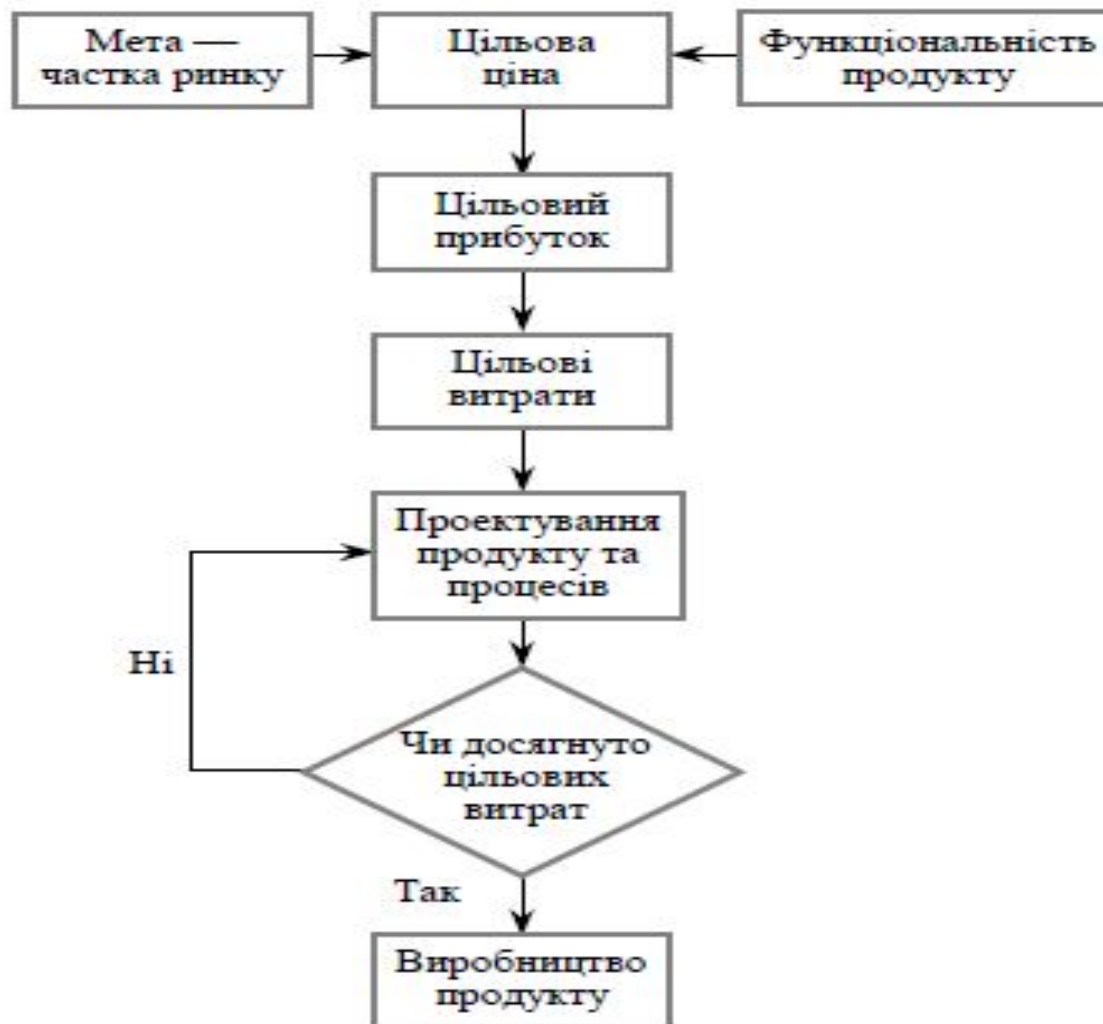 Мета —
частка ринку
Цільова
ціна
Функціональність
продукту
Цільовий
прибуток
Цільові
витрати
Проектування
продукту та
процесів
Ні
Чи досягнуто
цільових
витрат
Так
Виробництво
продукту